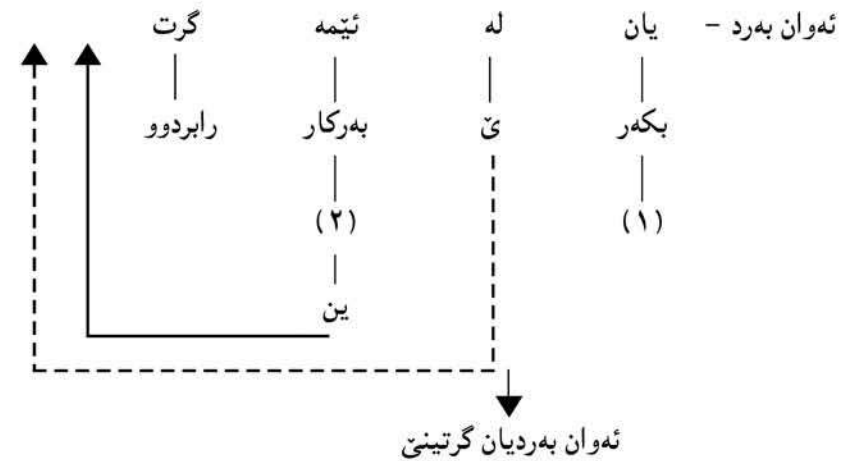 ئەوان بەرد – یان لە ئێمە گرت
بکەر ێ بەرکار رابردوو
(١) (٢)
ین
ئەوان بەردیان گرتینێ